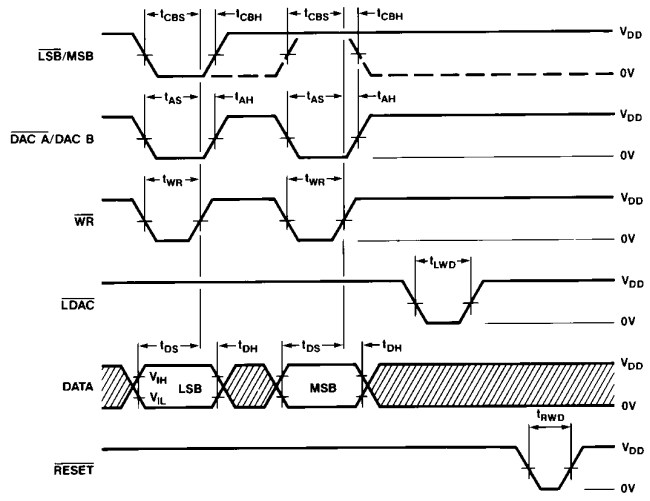 tCBS tCBH tCBS tCBH
VDD
LSB/MSB
0V
tAS tAH tAS tAH
VDD
DAC A/DAC B
0V
tWR tWR
VDD
WR
0V
tLWD
VDD
LDAC
0V
tDS tDH tDS tDH
VDD
VIH
DATA LSB MSB
VIL
0V
tRWD
VDD
RESET
0V